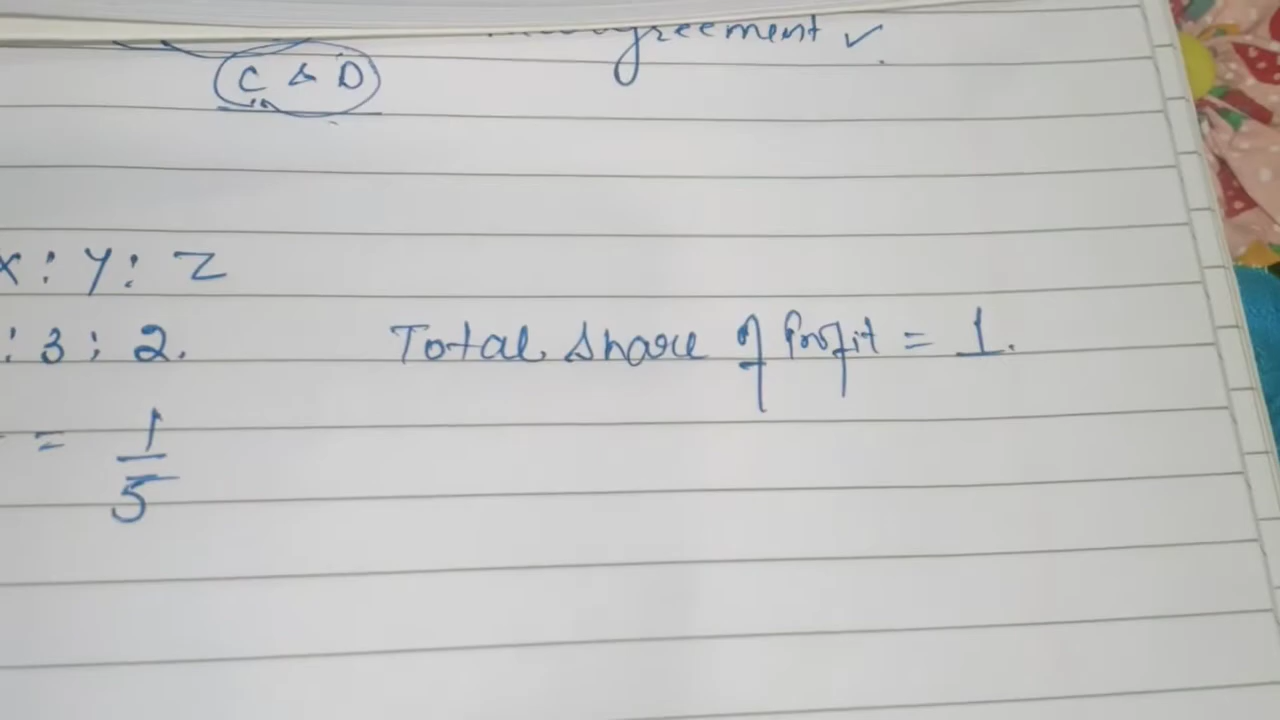 greement ✓
C & D
X : Y : Z
: 3 : 2.
Total share of Profit = 1.
= 1/5